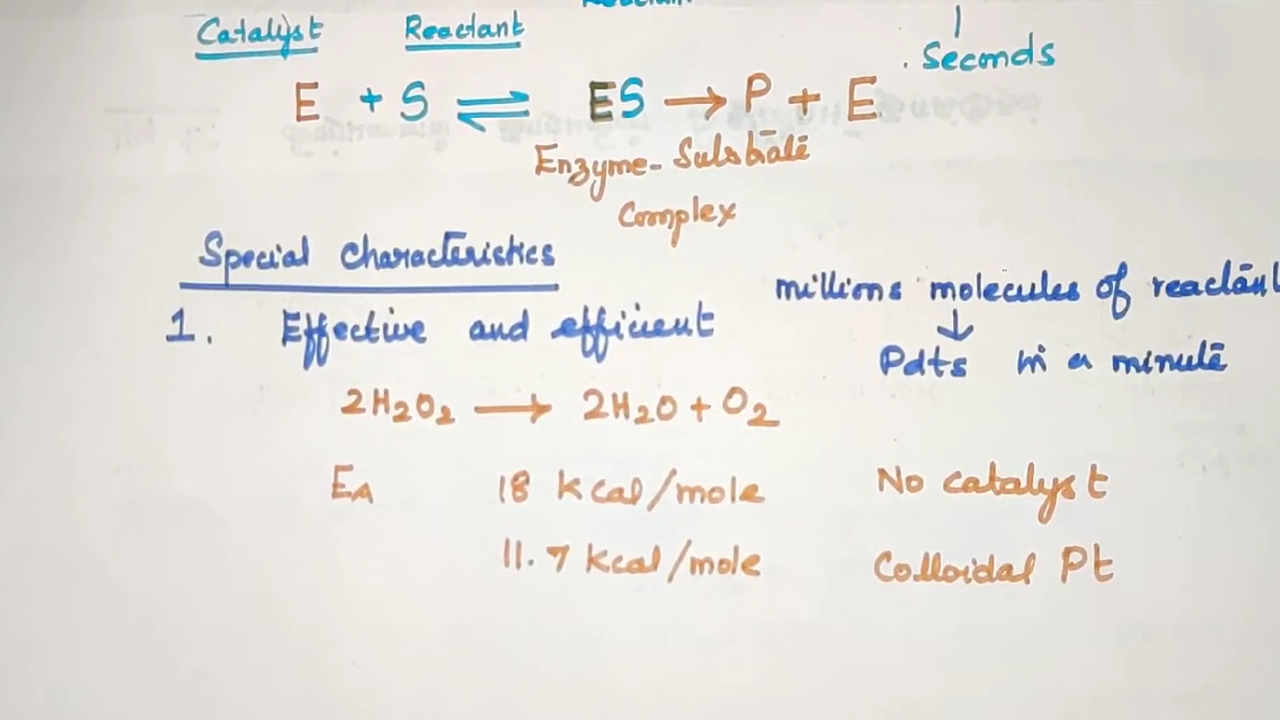 Catalyst Reactant
Seconds
E + S ⇌ ES → P + E
Enzyme-Substrate
Complex
Special characteristics
millions molecules of reactant
↓
Pdts in a minute
1. Effective and efficient
2H₂O₂ → 2H₂O + O₂
EA 18 kcal/mole No catalyst
11.7 kcal/mole Colloidal Pt